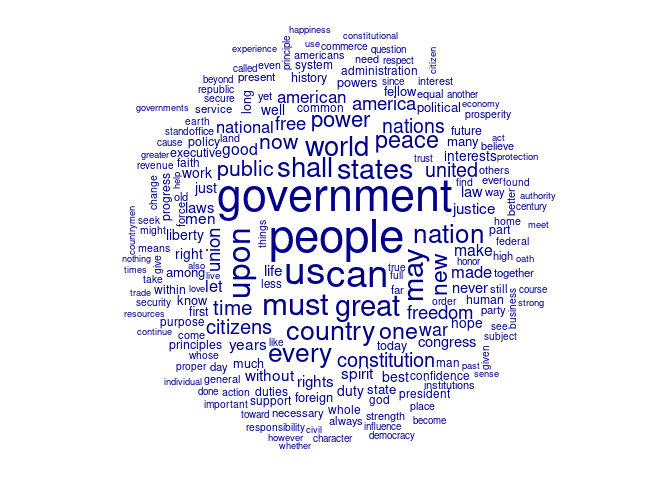 happiness
constitutional
principle
use commerce question
experience
americans
citizen
called even system need respect
administration
beyond present history powers since interest
republic
secure yet american common fellow equal another
long
governments service well america political economy
prosperity
earth national free power nations future
standoffice
cause policy land now world peace many act
believe
greater executive good interests protection
revenue faith public shall states trust united others
change progress help work
find ever found
force old just government law way better authority
century
countrymen seek laws men justice home meet
might liberty union upon things people nation part federal
means right make high oath
nothing give among also life us can true may new made honor together
times take live less full
trade within love let far never still course
security know must great order human business strong
resources first time freedom party
continue purpose come citizens country one war hope see subject
principles years like today congress
whose every constitution man past given
proper day much spirit confidence sense
individual general without rights best institutions
done action duties duty state president
important support foreign god place
toward necessary whole strength become
responsibility civil always influence
however character democracy
whether